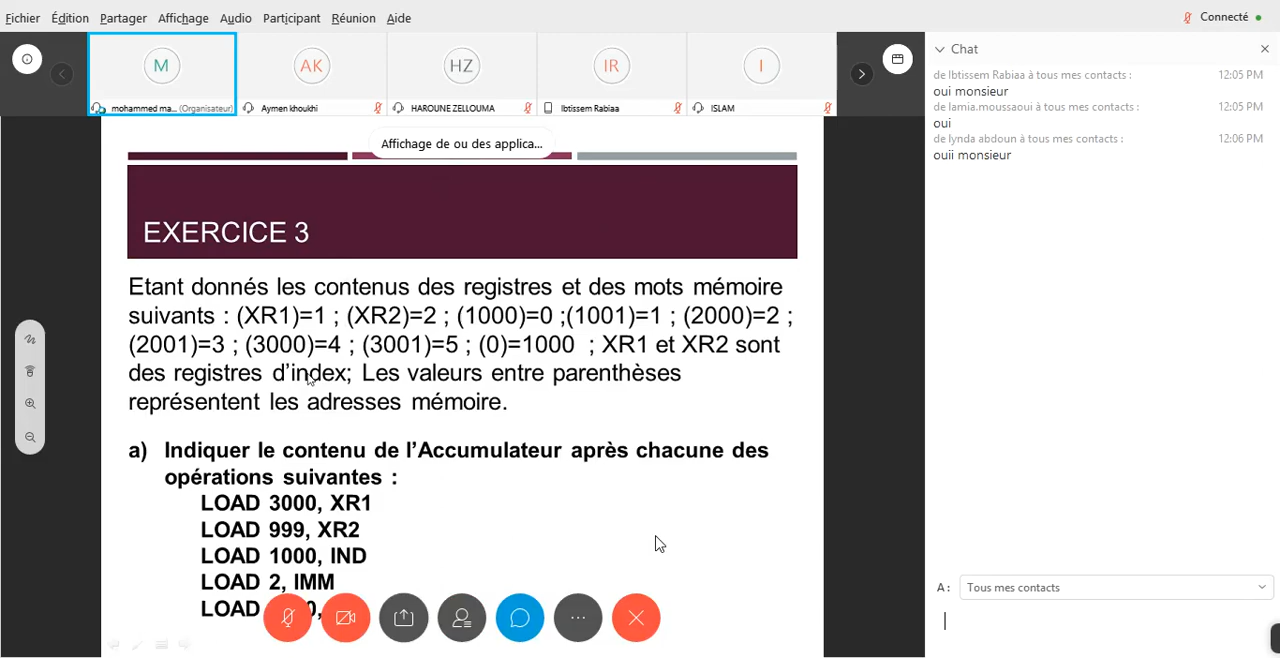 Fichier Édition Partager Affichage Audio Participant Réunion Aide
Connecté
M
AK
HZ
IR
I
mohammed ma... (Organisateur)
Aymen khoukhi
HAROUNE ZELLOUMA
Ibtissem Rabiaa
ISLAM
Affichage de ou des applica...
EXERCICE 3
Etant donnés les contenus des registres et des mots mémoire
suivants : (XR1)=1 ; (XR2)=2 ; (1000)=0 ;(1001)=1 ; (2000)=2 ;
(2001)=3 ; (3000)=4 ; (3001)=5 ; (0)=1000 ; XR1 et XR2 sont
des registres d’index; Les valeurs entre parenthèses
représentent les adresses mémoire.
a) Indiquer le contenu de l’Accumulateur après chacune des
opérations suivantes :
LOAD 3000, XR1
LOAD 999, XR2
LOAD 1000, IND
LOAD 2, IMM
LOAD
Chat
de Ibtissem Rabiaa à tous mes contacts : 12:05 PM
oui monsieur
de lamia.moussaoui à tous mes contacts : 12:05 PM
oui
de lynda abdoun à tous mes contacts : 12:06 PM
ouii monsieur
A : Tous mes contacts